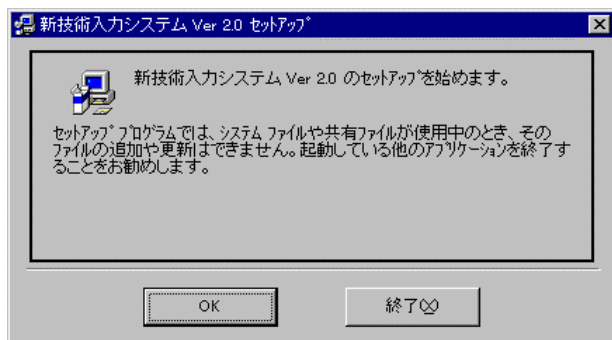 新技術入力システム Ver 2.0 ｾｯﾄｱｯﾌﾟ
新技術入力システム Ver 2.0 のｾｯﾄｱｯﾌﾟを始めます。
ｾｯﾄｱｯﾌﾟ ﾌﾟﾛｸﾞﾗﾑでは、ｼｽﾃﾑ ﾌｧｲﾙや共有ﾌｧｲﾙが使用中のとき、その
ﾌｧｲﾙの追加や更新はできません。起動している他のｱﾌﾟﾘｹｰｼｮﾝを終了す
ることをお勧めします。
OK
終了(X)